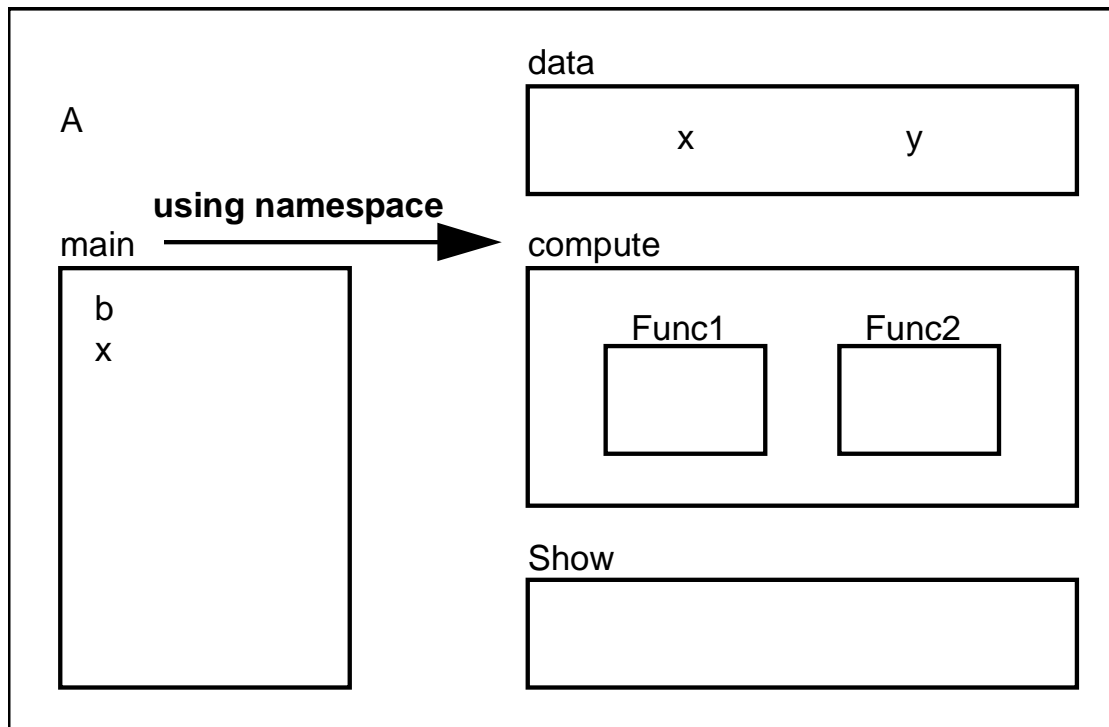 A
using namespace
main
b
x
data
x y
compute
Func1 Func2
Show